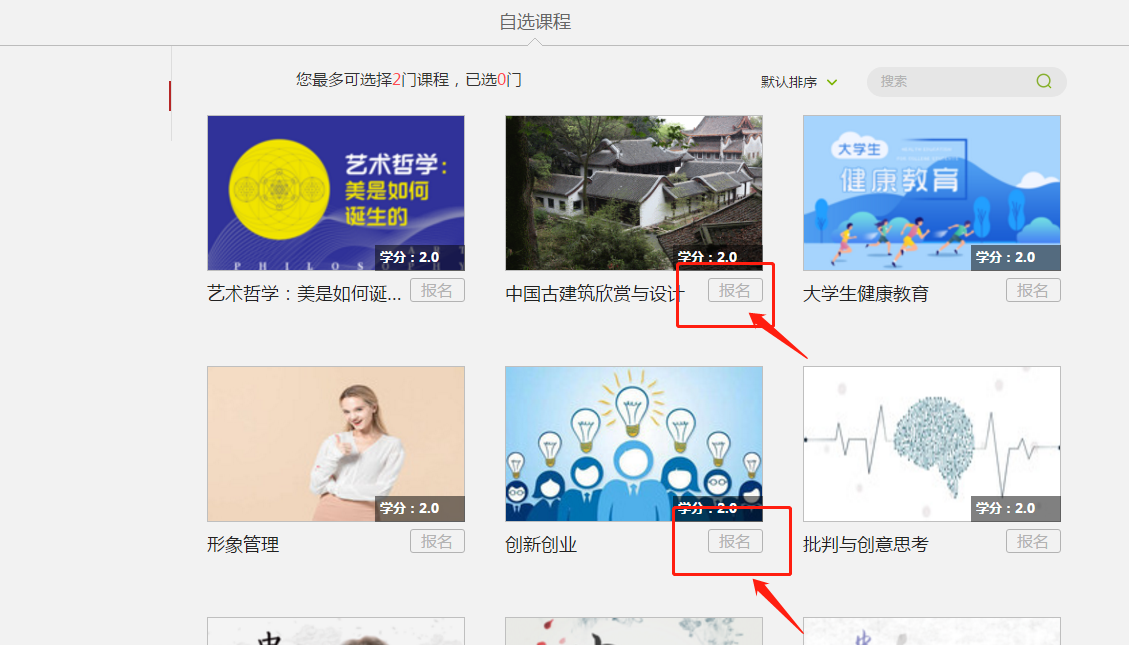 自选课程
您最多可选择2门课程，已选0门
默认排序
搜索
艺术哲学：
美是如何
诞生的
PHILOSOPHY
学分：2.0
学分：2.0
大学生
健康教育
学分：2.0
艺术哲学：美是如何诞...
报名
中国古建筑欣赏与设计
报名
大学生健康教育
报名
学分：2.0
学分：2.0
学分：2.0
形象管理
报名
创新创业
报名
批判与创意思考
报名